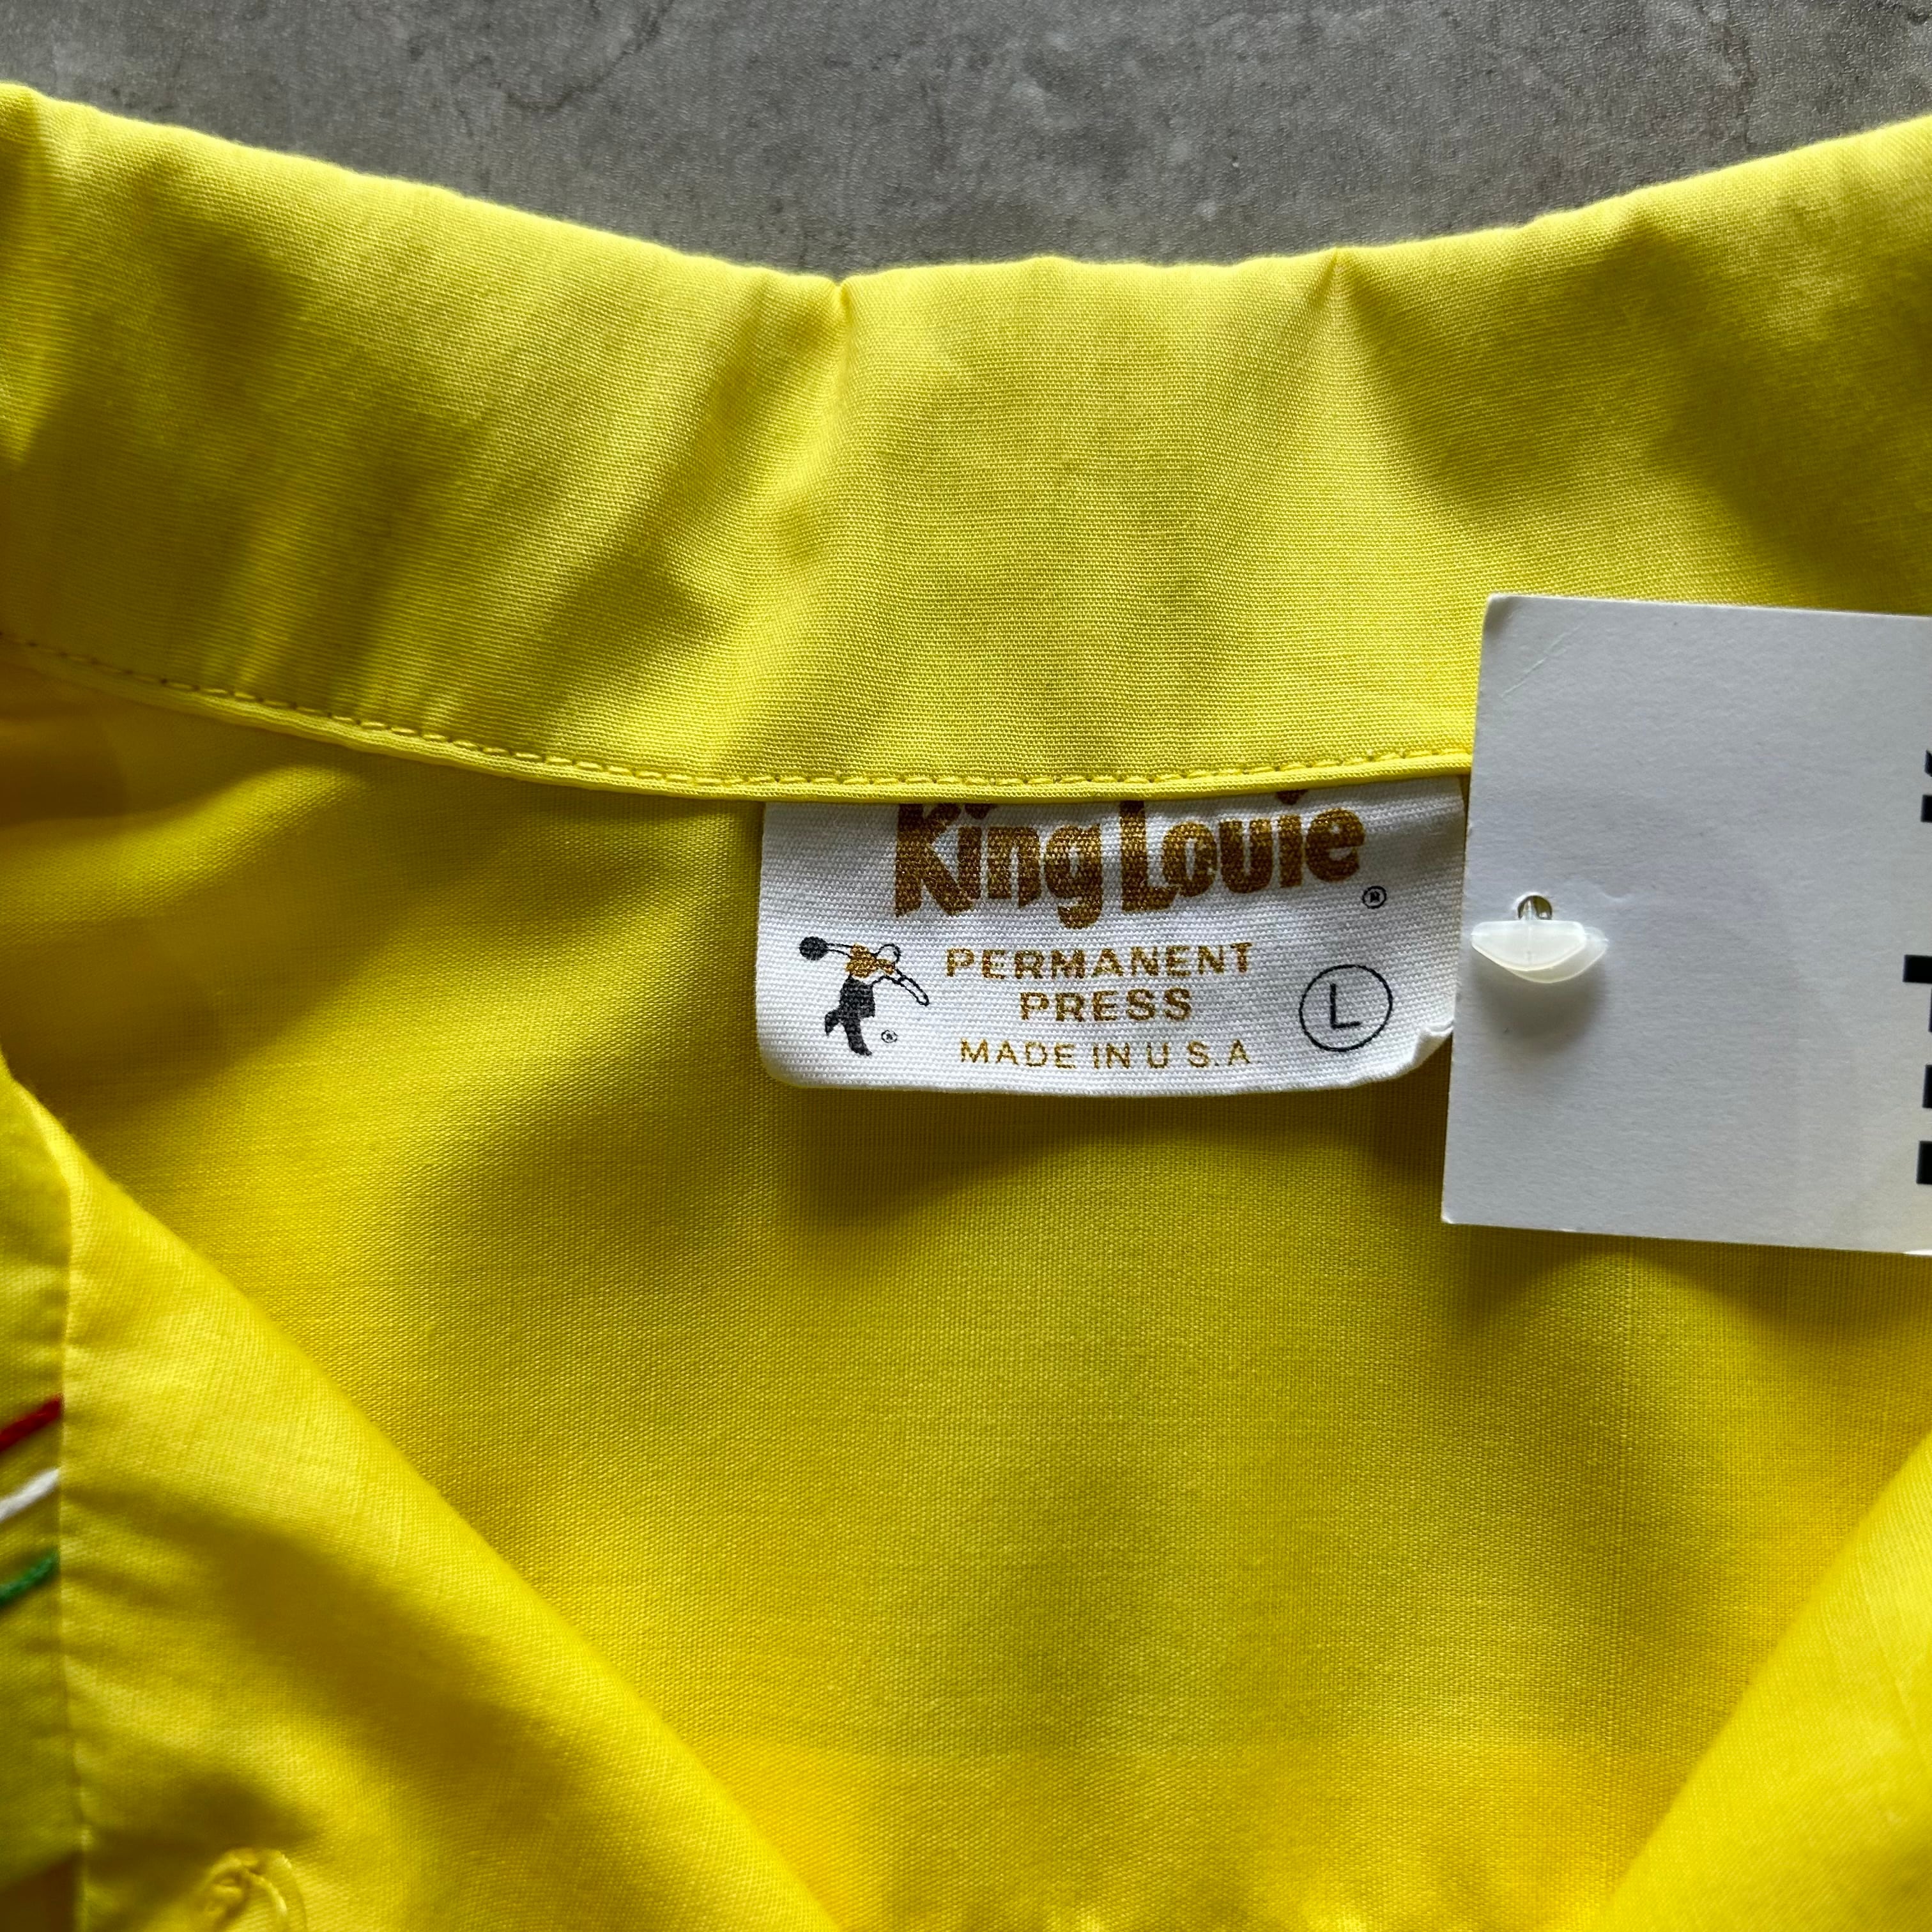 King Louie ®
PERMANENT
PRESS
L
®
MADE IN U S.A